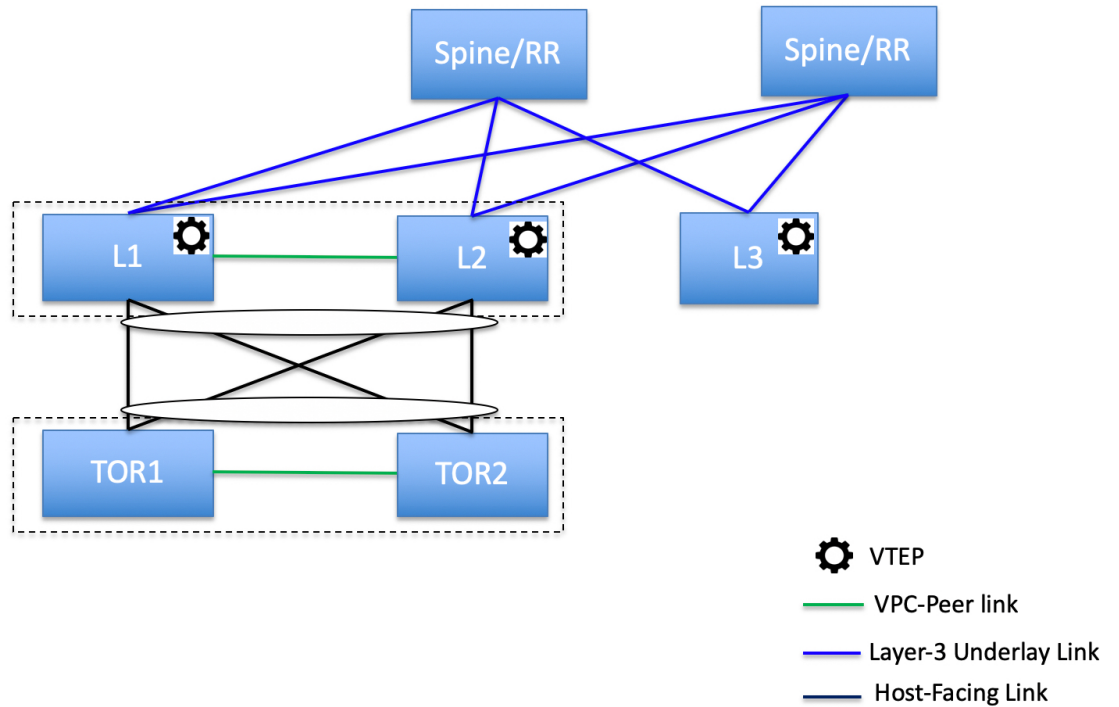 Spine/RR
Spine/RR
L1
L2
L3
TOR1
TOR2
VTEP
VPC-Peer link
Layer-3 Underlay Link
Host-Facing Link